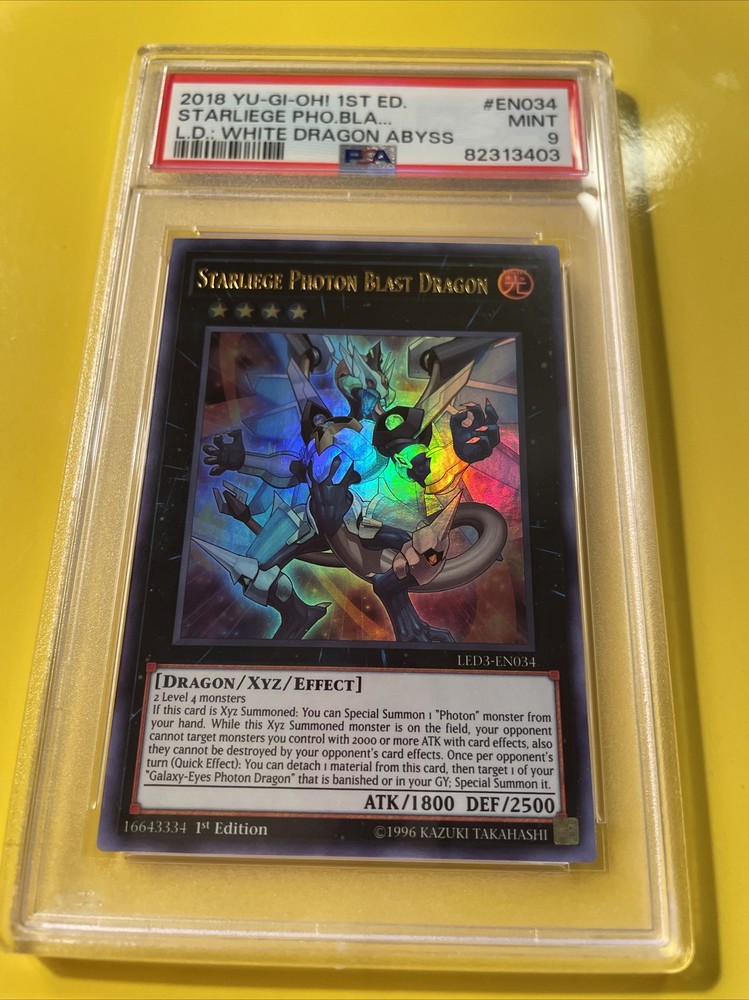 2018 YU-GI-OH! 1ST ED. #EN034
STARLIEGE PHO.BLA... MINT
L.D.: WHITE DRAGON ABYSS 9
PSA 82313403
STARLIEGE PHOTON BLAST DRAGON 光
LED3-EN034
[DRAGON/XYZ/EFFECT]
2 Level 4 monsters
If this card is Xyz Summoned: You can Special Summon 1 "Photon" monster from
your hand. While this Xyz Summoned monster is on the field, your opponent
cannot target monsters you control with 2000 or more ATK with card effects, also
they cannot be destroyed by your opponent's card effects. Once per opponent's
turn (Quick Effect): You can detach 1 material from this card, then target 1 of your
"Galaxy-Eyes Photon Dragon" that is banished or in your GY; Special Summon it.
ATK/1800 DEF/2500
16643334 1st Edition ©1996 KAZUKI TAKAHASHI